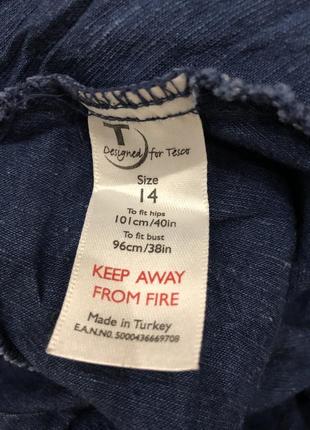 T
Designed for Tesco
Size
14
To fit hips
101cm/40in
To fit bust
96cm/38in
KEEP AWAY
FROM FIRE
Made in Turkey
E.A.N.NO. 5000436669708